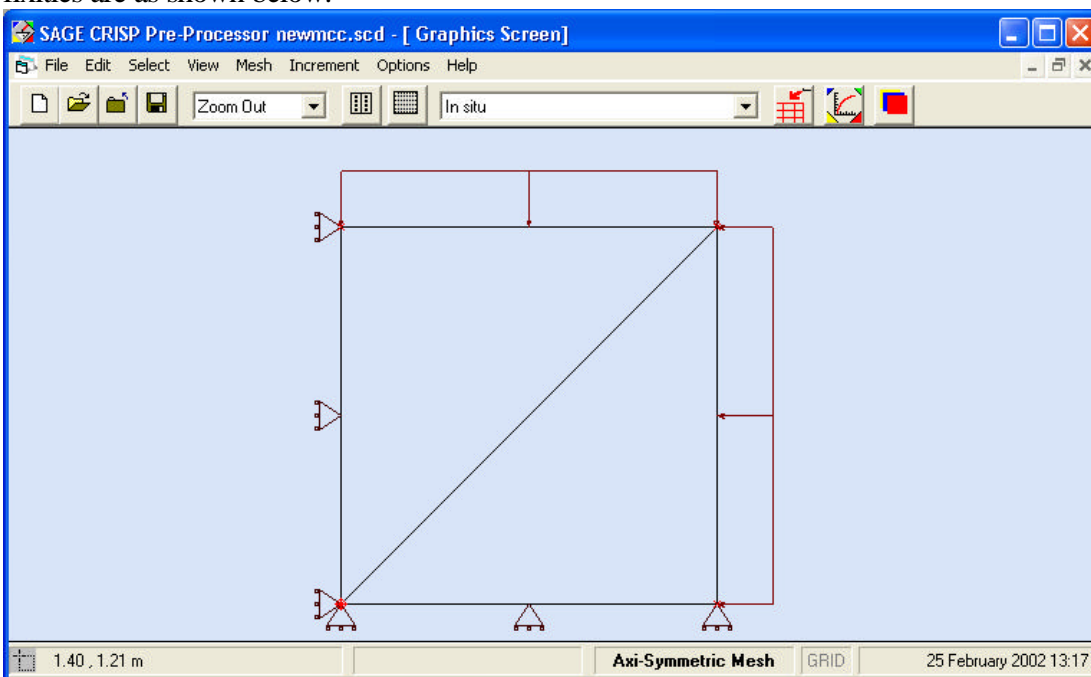 SAGE CRISP Pre-Processor newmcc.scd - [ Graphics Screen]
File Edit Select View Mesh Increment Options Help
Zoom Out In situ
1.40 , 1.21 m Axi-Symmetric Mesh GRID 25 February 2002 13:17